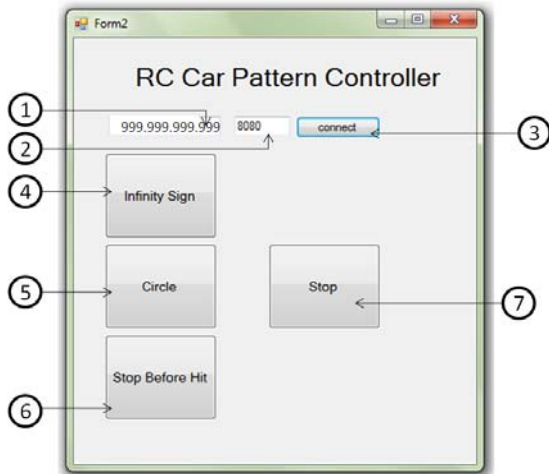 Form2
RC Car Pattern Controller
1
999.999.999.999 8080 connect
2
3
4
Infinity Sign
5
Circle
Stop
7
Stop Before Hit
6